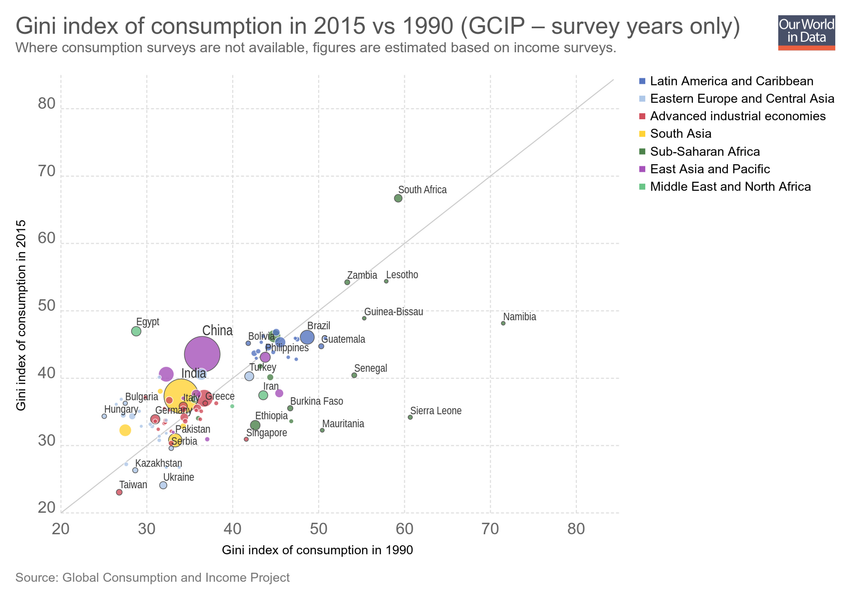 Gini index of consumption in 2015 vs 1990 (GCIP – survey years only)
Where consumption surveys are not available, figures are estimated based on income surveys.
Our World
in Data
Latin America and Caribbean
Eastern Europe and Central Asia
Advanced industrial economies
South Asia
Sub-Saharan Africa
East Asia and Pacific
Middle East and North Africa
Gini index of consumption in 2015
80
70
60
50
40
30
20
South Africa
Zambia
Lesotho
Guinea-Bissau
Namibia
Egypt
China
Bolivia
Brazil
Guatemala
Philippines
India
Turkey
Senegal
Iran
Bulgaria
Italy
Greece
Burkina Faso
Hungary
Germany
Ethiopia
Sierra Leone
Pakistan
Singapore
Mauritania
Serbia
Kazakhstan
Ukraine
Taiwan
20
30
40
50
60
70
80
Gini index of consumption in 1990
Source: Global Consumption and Income Project